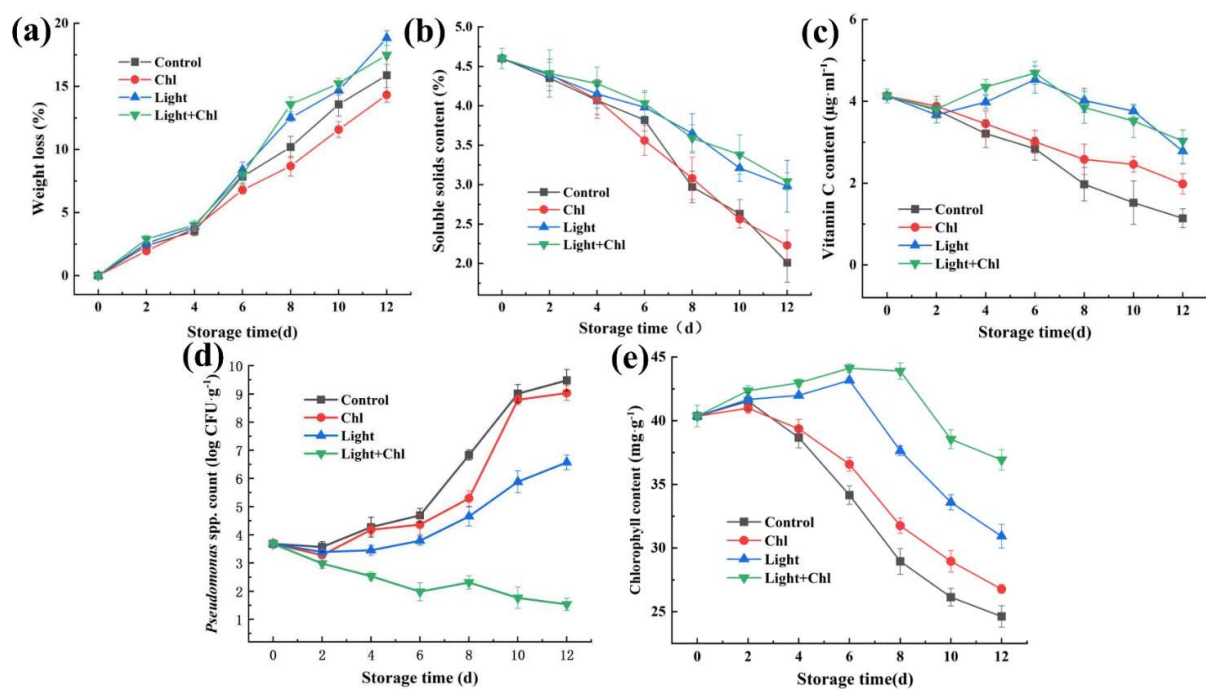 (a)
Weight loss (%)
20
15
10
5
0
Control
Chl
Light
Light+Chl
0 2 4 6 8 10 12
Storage time(d)
(b)
Soluble solids content (%)
5.0
4.5
4.0
3.5
3.0
2.5
2.0
Control
Chl
Light
Light+Chl
0 2 4 6 8 10 12
Storage time（d）
(c)
Vitamin C content (μg·ml⁻¹)
6
4
2
0
Control
Chl
Light
Light+Chl
0 2 4 6 8 10 12
Storage time(d)
(d)
Pseudomonas spp. count (log CFU·g⁻¹)
10
9
8
7
6
5
4
3
2
1
Control
Chl
Light
Light+Chl
0 2 4 6 8 10 12
Storage time (d)
(e)
Chlorophyll content (mg·g⁻¹)
45
40
35
30
25
Control
Chl
Light
Light+Chl
0 2 4 6 8 10 12
Storage time(d)